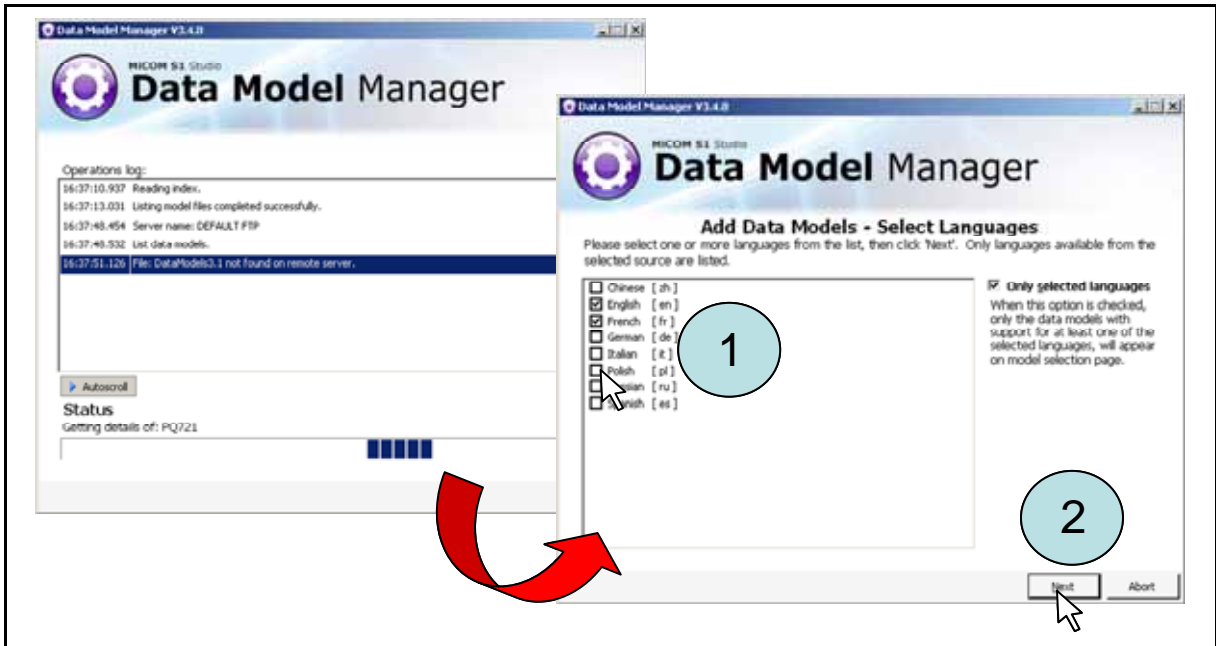 Data Model Manager V3.4.0
MICOM S1 Studio
Data Model Manager
Operations log:
16:37:10.937 Reading index.
16:37:13.031 Listing model files completed successfully.
16:37:48.454 Server name: DEFAULT FTP
16:37:48.532 List data models.
16:37:51.126 File: DataModels3.1 not found on remote server.
Autoscroll
Status
Getting details of: PQ721
Data Model Manager V3.4.0
MICOM S1 Studio
Data Model Manager
Add Data Models - Select Languages
Please select one or more languages from the list, then click 'Next'. Only languages available from the
selected source are listed.
Chinese [ zh ]
English [ en ]
French [ fr ]
German [ de ]
Italian [ it ]
Polish [ pl ]
[ ru ]
Spanish [ es ]
Only selected languages
When this option is checked,
only the data models with
support for at least one of the
selected languages, will appear
on model selection page.
1
2
Next
Abort